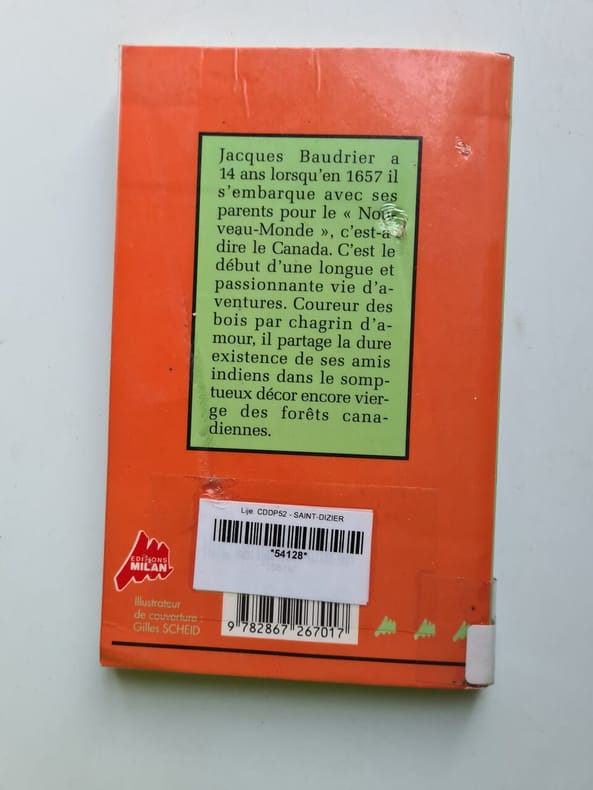 Jacques Baudrier a
14 ans lorsqu'en 1657 il
s'embarque avec ses
parents pour le « Nou-
veau-Monde », c'est-à-
dire le Canada. C'est le
début d'une longue et
passionnante vie d'a-
ventures. Coureur des
bois par chagrin d'a-
mour, il partage la dure
existence de ses amis
indiens dans le somp-
tueux décor encore vier-
ge des forêts cana-
diennes.
Lije. CDDP52 - SAINT-DIZIER
*54128*
EDITIONS
MILAN
Illustrateur
de couverture :
Gilles SCHEID
9 782867 267017